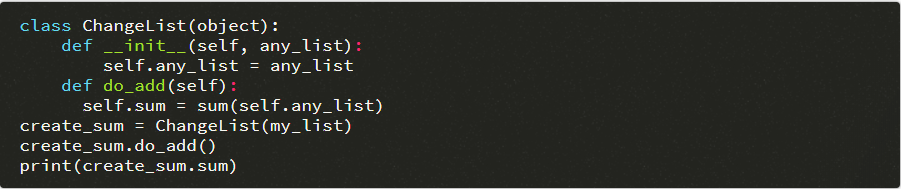 class ChangeList(object):
    def __init__(self, any_list):
        self.any_list = any_list
    def do_add(self):
      self.sum = sum(self.any_list)
create_sum = ChangeList(my_list)
create_sum.do_add()
print(create_sum.sum)